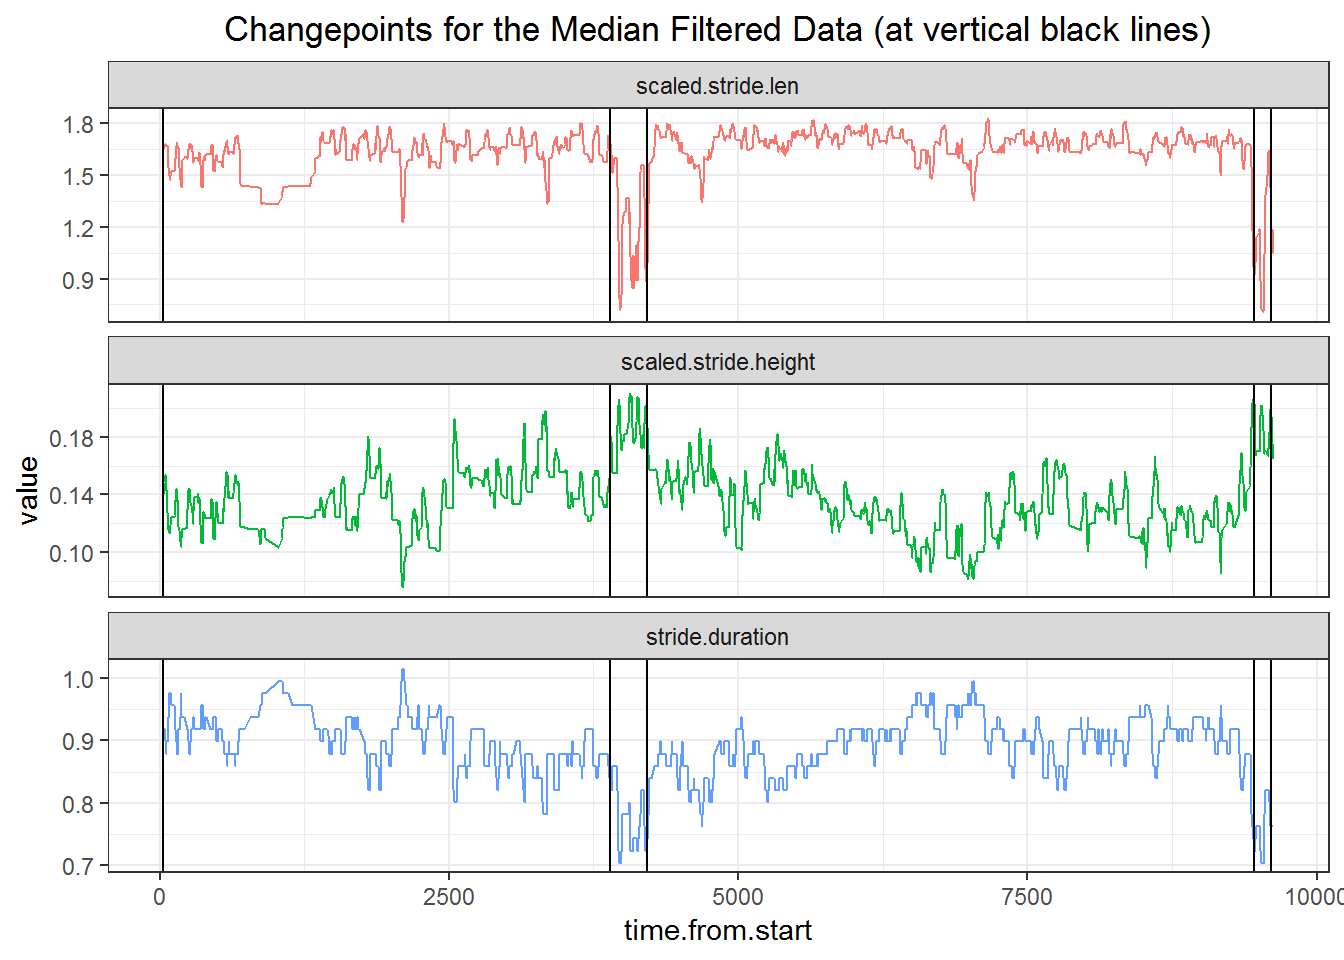 Changepoints for the Median Filtered Data (at vertical black lines)
scaled.stride.len
1.8
1.5
1.2
0.9
scaled.stride.height
0.18
0.14
0.10
value
stride.duration
1.0
0.9
0.8
0.7
0 2500 5000 7500 10000
time.from.start